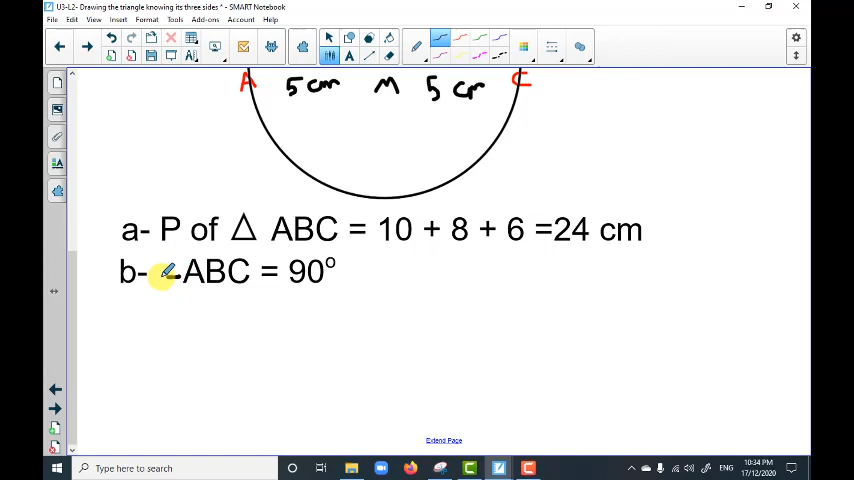 U3-L2- Drawing the triangle knowing its three sides * - SMART Notebook
File Edit View Insert Format Tools Add-ons Account Help
A 5 cm M 5 cm C
a- P of △ ABC = 10 + 8 + 6 =24 cm
b- ∠ABC = 90°
Extend Page
Type here to search
ENG
10:34 PM
17/12/2020